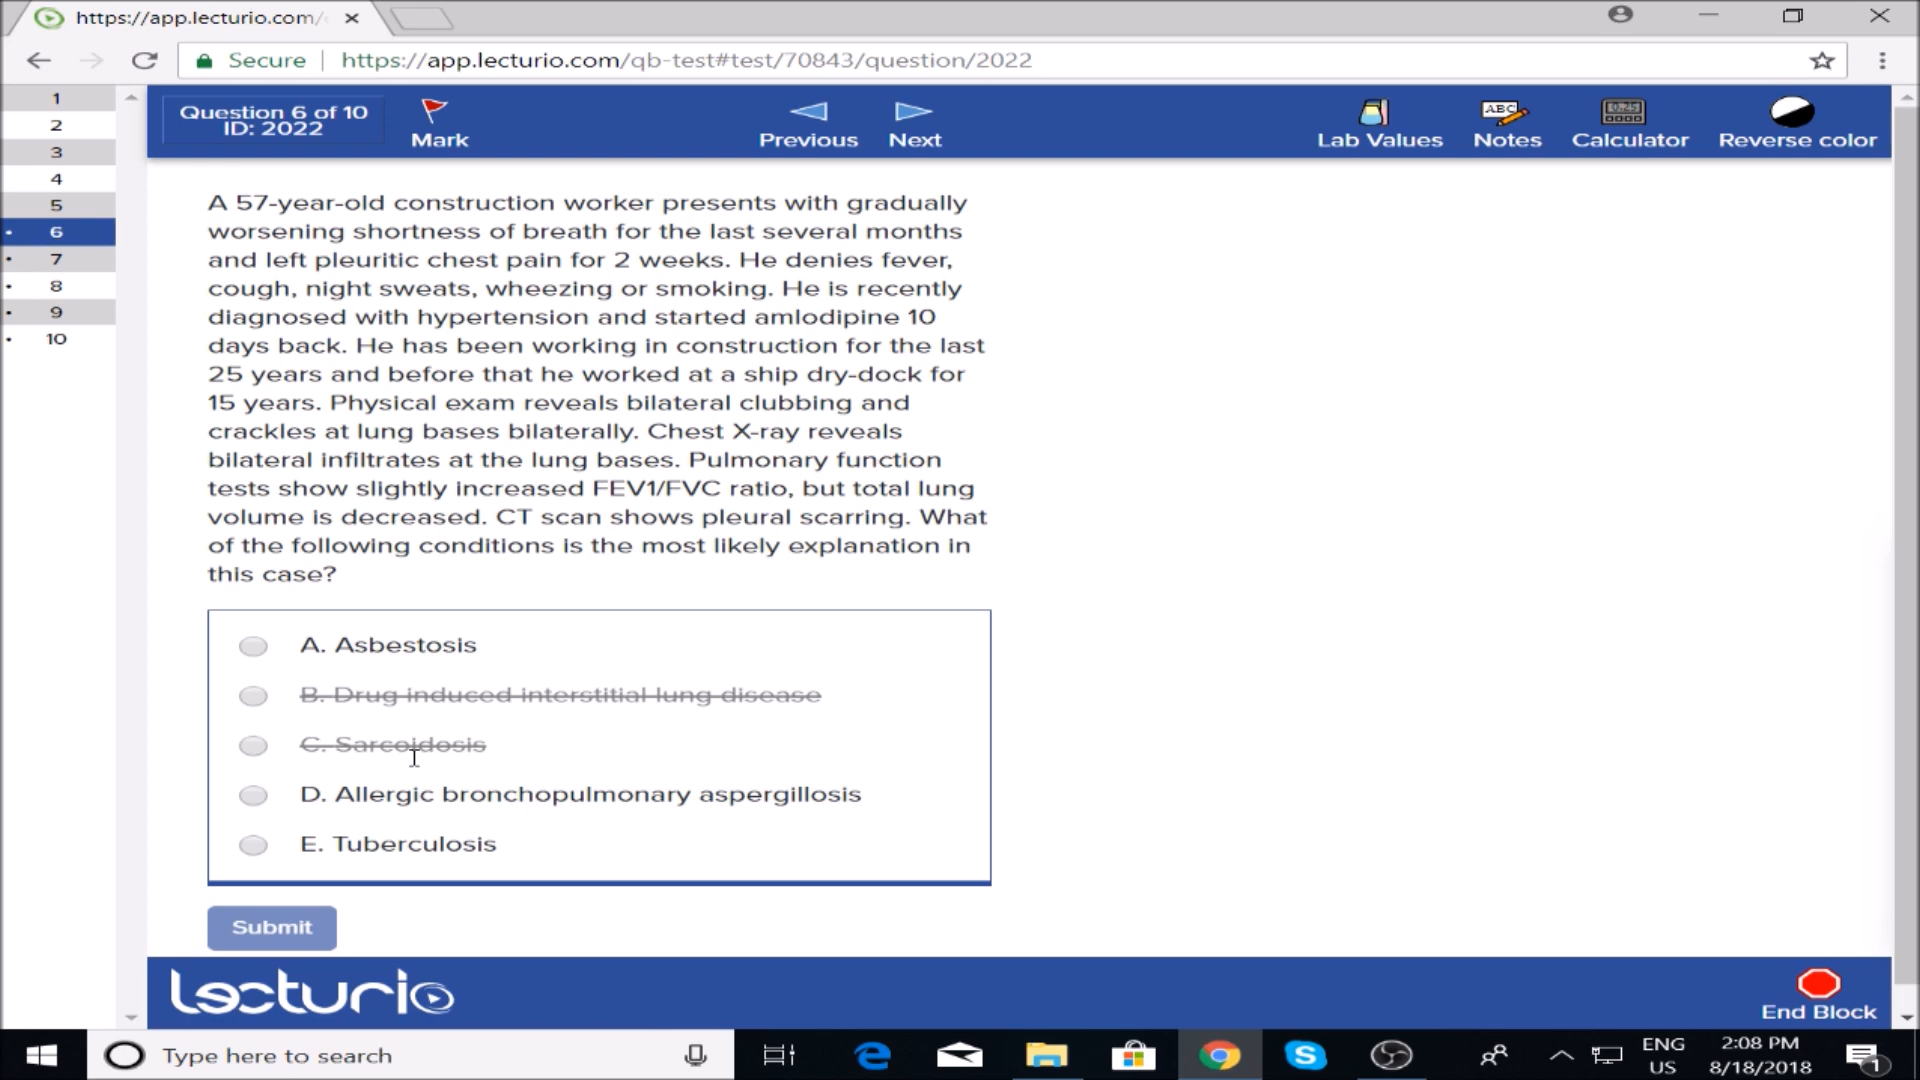 https://app.lecturio.com/
Secure
https://app.lecturio.com/qb-test#test/70843/question/2022
1
2
3
4
5
6
7
8
9
10
Question 6 of 10
ID: 2022
Mark
Previous
Next
Lab Values
ABC
Notes
0.25
Calculator
Reverse color
A 57-year-old construction worker presents with gradually
worsening shortness of breath for the last several months
and left pleuritic chest pain for 2 weeks. He denies fever,
cough, night sweats, wheezing or smoking. He is recently
diagnosed with hypertension and started amlodipine 10
days back. He has been working in construction for the last
25 years and before that he worked at a ship dry-dock for
15 years. Physical exam reveals bilateral clubbing and
crackles at lung bases bilaterally. Chest X-ray reveals
bilateral infiltrates at the lung bases. Pulmonary function
tests show slightly increased FEV1/FVC ratio, but total lung
volume is decreased. CT scan shows pleural scarring. What
of the following conditions is the most likely explanation in
this case?
A. Asbestosis
B. Drug induced interstitial lung disease
C. Sarcoidosis
D. Allergic bronchopulmonary aspergillosis
E. Tuberculosis
Submit
lecturio
End Block
Type here to search
ENG
US
2:08 PM
8/18/2018
1